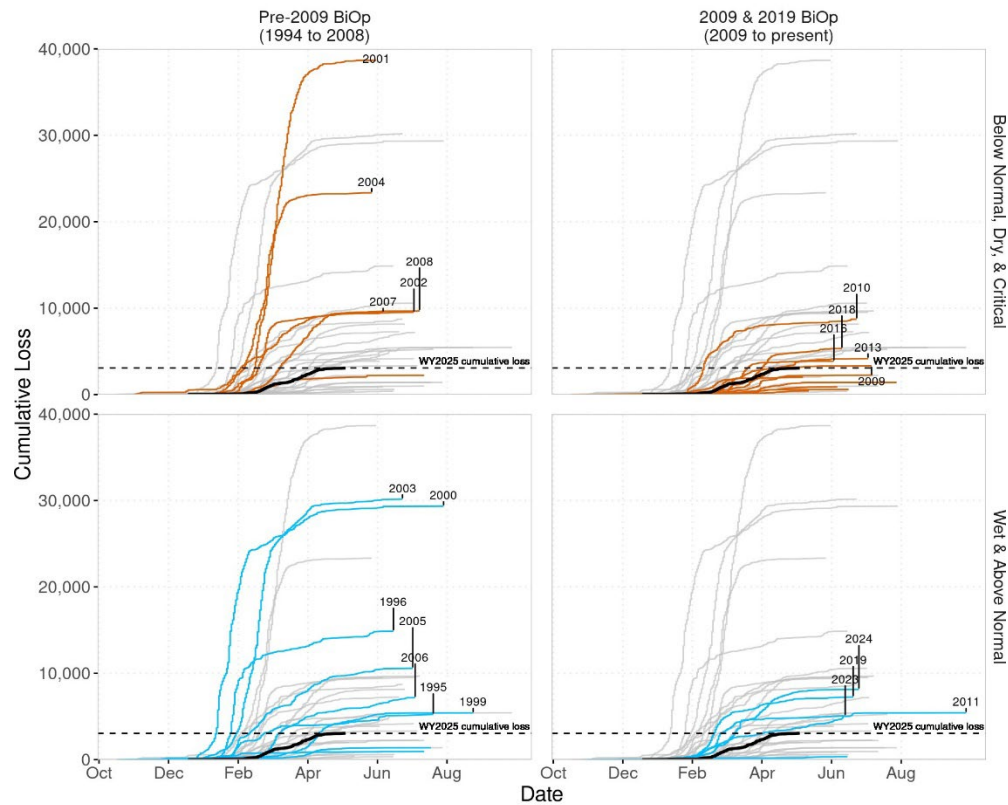 Pre-2009 BiOp
(1994 to 2008)
2009 & 2019 BiOp
(2009 to present)
40,000
30,000
20,000
10,000
0
2001
2004
2008
2002
2007
WY2025 cumulative loss
2010
2018
2016
2013
WY2025 cumulative loss
2009
Below Normal, Dry, & Critical
Cumulative Loss
40,000
30,000
20,000
10,000
0
2003
2000
1996
2005
2006
1995
1999
WY2025 cumulative loss
2024
2019
2023
2011
WY2025 cumulative loss
Wet & Above Normal
Oct
Dec
Feb
Apr
Jun
Aug
Oct
Dec
Feb
Apr
Jun
Aug
Date